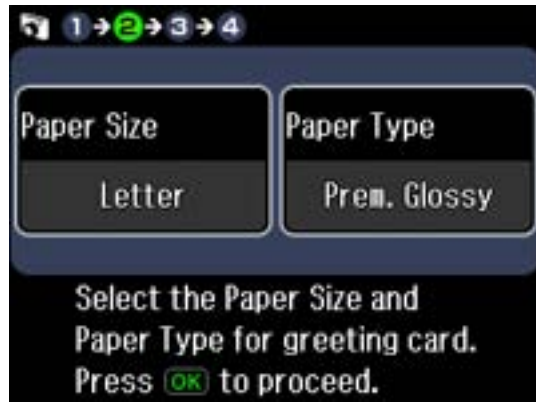 1 → 2 → 3 → 4
Paper Size
Letter
Paper Type
Prem. Glossy
Select the Paper Size and
Paper Type for greeting card.
Press OK to proceed.